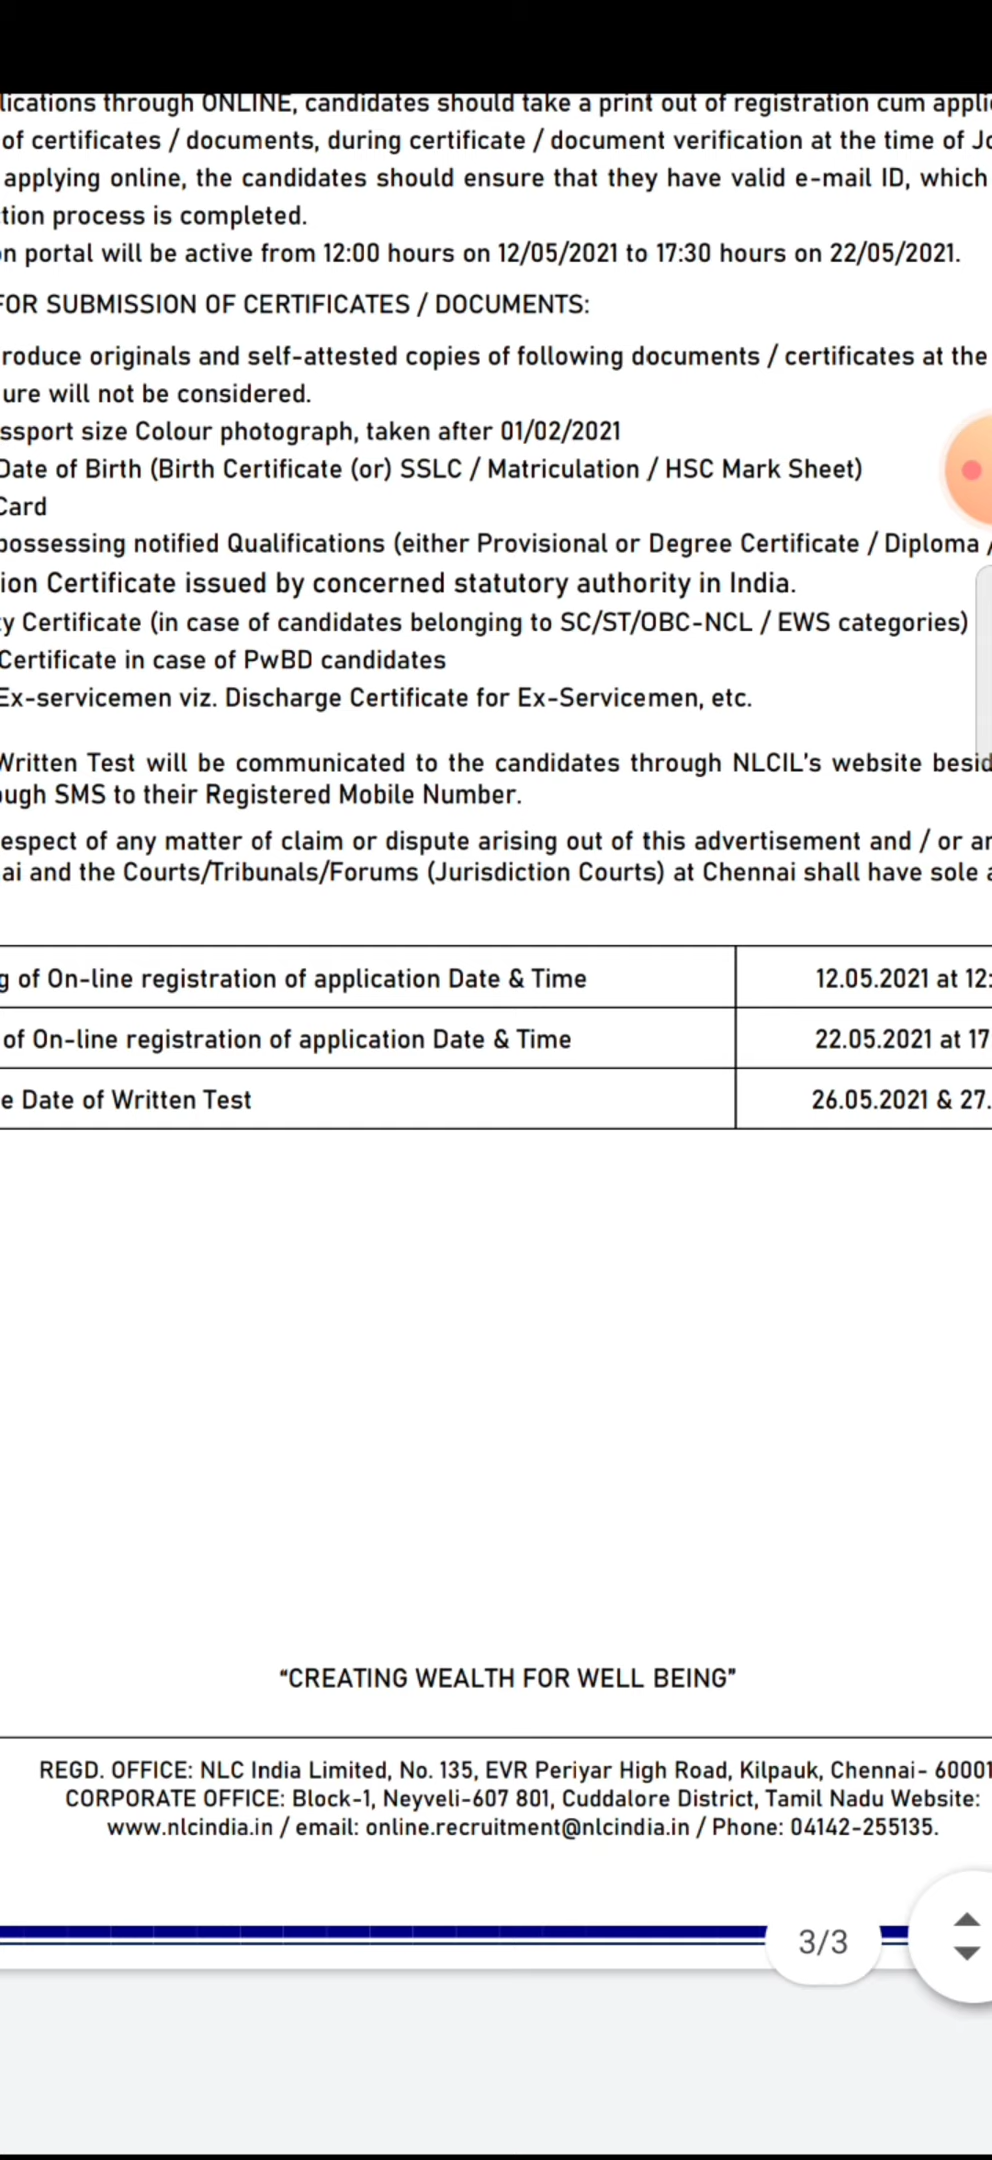 lications through ONLINE, candidates should take a print out of registration cum appli
of certificates / documents, during certificate / document verification at the time of Jo
applying online, the candidates should ensure that they have valid e-mail ID, which
tion process is completed.
on portal will be active from 12:00 hours on 12/05/2021 to 17:30 hours on 22/05/2021.
FOR SUBMISSION OF CERTIFICATES / DOCUMENTS:
roduce originals and self-attested copies of following documents / certificates at the
ure will not be considered.
ssport size Colour photograph, taken after 01/02/2021
Date of Birth (Birth Certificate (or) SSLC / Matriculation / HSC Mark Sheet)
Card
possessing notified Qualifications (either Provisional or Degree Certificate / Diploma /
ion Certificate issued by concerned statutory authority in India.
ty Certificate (in case of candidates belonging to SC/ST/OBC-NCL / EWS categories)
Certificate in case of PwBD candidates
Ex-servicemen viz. Discharge Certificate for Ex-Servicemen, etc.
Written Test will be communicated to the candidates through NLCIL's website besid
ough SMS to their Registered Mobile Number.
espect of any matter of claim or dispute arising out of this advertisement and / or an
ai and the Courts/Tribunals/Forums (Jurisdiction Courts) at Chennai shall have sole a
g of On-line registration of application Date & Time 12.05.2021 at 12:
of On-line registration of application Date & Time 22.05.2021 at 17
e Date of Written Test 26.05.2021 & 27.
“CREATING WEALTH FOR WELL BEING”
REGD. OFFICE: NLC India Limited, No. 135, EVR Periyar High Road, Kilpauk, Chennai- 60001
CORPORATE OFFICE: Block-1, Neyveli-607 801, Cuddalore District, Tamil Nadu Website:
www.nlcindia.in / email: online.recruitment@nlcindia.in / Phone: 04142-255135.
3/3